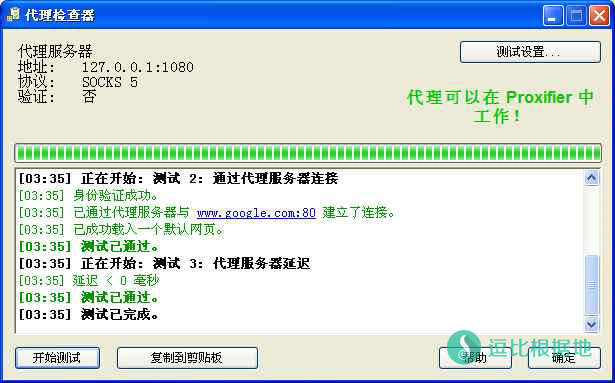 代理检查器
代理服务器
地址: 127.0.0.1:1080
协议: SOCKS 5
验证: 否
测试设置...
代理可以在 Proxifier 中
工作！
[03:35] 正在开始: 测试 2: 通过代理服务器连接
[03:35] 身份验证成功。
[03:35] 已通过代理服务器与 www.google.com:80 建立了连接。
[03:35] 已成功载入一个默认网页。
[03:35] 测试已通过。
[03:35] 正在开始: 测试 3: 代理服务器延迟
[03:35] 延迟 < 0 毫秒
[03:35] 测试已通过。
[03:35] 测试已完成。
逗比根据地
开始测试 复制到剪贴板 帮助 确定